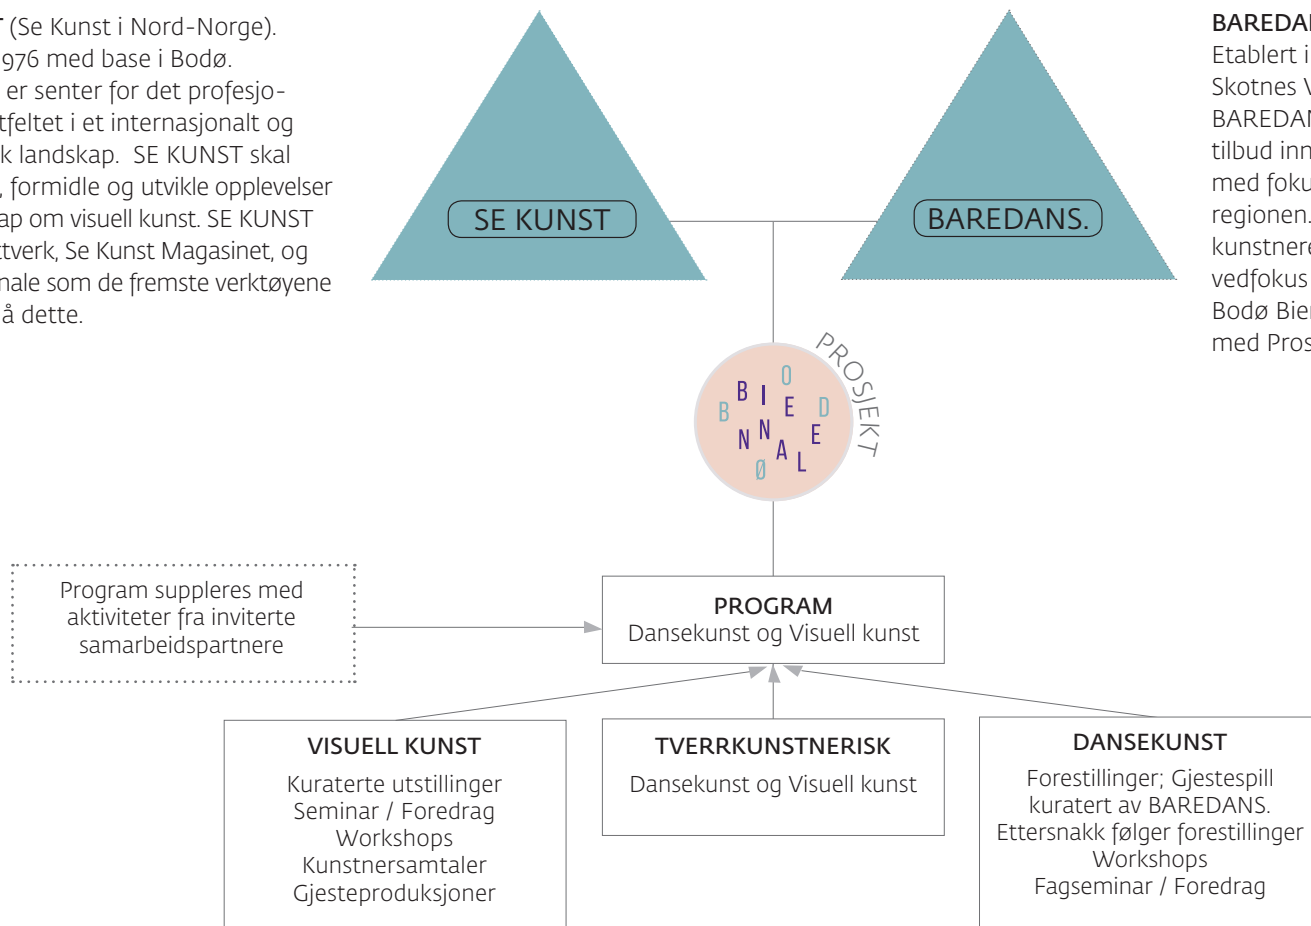 T (Se Kunst i Nord-Norge).
976 med base i Bodø.
er senter for det profesjo-
tfeltet i et internasjonalt og
k landskap. SE KUNST skal
, formidle og utvikle opplevelser
ap om visuell kunst. SE KUNST
ttverk, Se Kunst Magasinet, og
nale som de fremste verktøyene
å dette.
SE KUNST
BAREDANS.
BAREDAN
Etablert i
Skotnes V
BAREDAN
tilbud inn
med foku
regionen.
kunstnere
vedfokus
Bodø Bien
med Pros
BODØ
BIENNALE
PROSJEKT
Program suppleres med
aktiviteter fra inviterte
samarbeidspartnere
PROGRAM
Dansekunst og Visuell kunst
VISUELL KUNST
Kuraterte utstillinger
Seminar / Foredrag
Workshops
Kunstnersamtaler
Gjesteproduksjoner
TVERRKUNSTNERISK
Dansekunst og Visuell kunst
DANSEKUNST
Forestillinger; Gjestespill
kuratert av BAREDANS.
Ettersnakk følger forestillinger
Workshops
Fagseminar / Foredrag